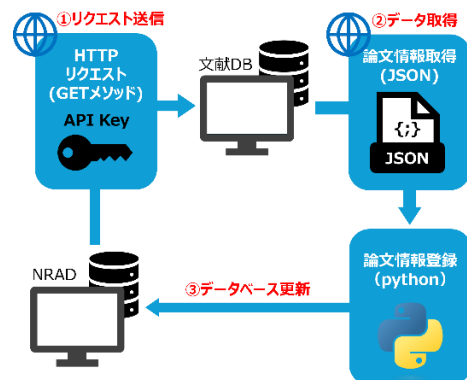 ①リクエスト送信
HTTP
リクエスト
(GETメソッド)
API Key
文献DB
②データ取得
論文情報取得
(JSON)
{;}
JSON
論文情報登録
(python)
③データベース更新
NRAD